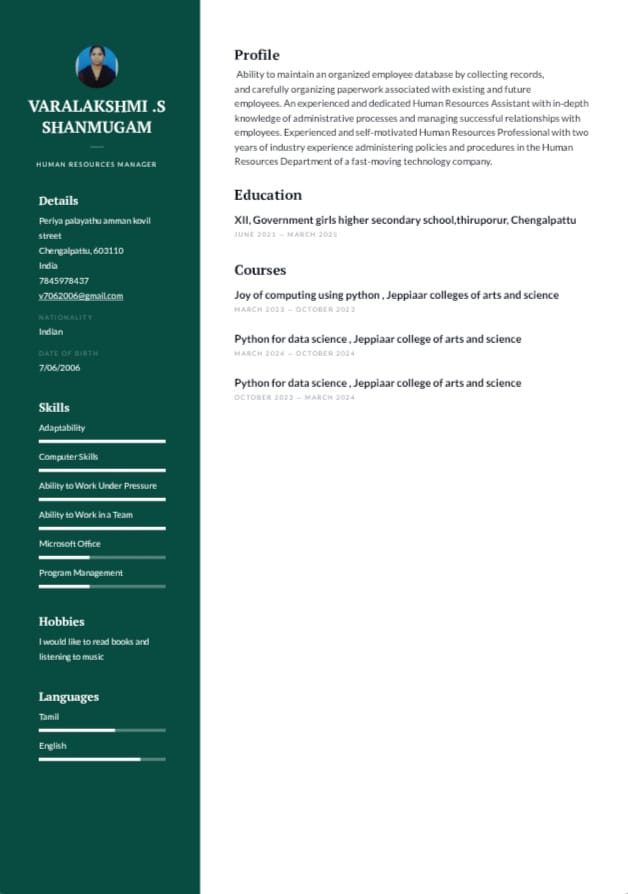 VARALAKSHMI .S
SHANMUGAM
HUMAN RESOURCES MANAGER
Details
Periya palayathu amman kovil
street
Chengalpattu, 603110
India
7845978437
v7062006@gmail.com
NATIONALITY
Indian
DATE OF BIRTH
7/06/2006
Skills
Adaptability
Computer Skills
Ability to Work Under Pressure
Ability to Work in a Team
Microsoft Office
Program Management
Hobbies
I would like to read books and
listening to music
Languages
Tamil
English
Profile
Ability to maintain an organized employee database by collecting records,
and carefully organizing paperwork associated with existing and future
employees. An experienced and dedicated Human Resources Assistant with in-depth
knowledge of administrative processes and managing successful relationships with
employees. Experienced and self-motivated Human Resources Professional with two
years of industry experience administering policies and procedures in the Human
Resources Department of a fast-moving technology company.
Education
XII, Government girls higher secondary school,thiruporur, Chengalpattu
JUNE 2021 — MARCH 2023
Courses
Joy of computing using python , Jeppiaar colleges of arts and science
MARCH 2023 — OCTOBER 2023
Python for data science , Jeppiaar college of arts and science
MARCH 2024 — OCTOBER 2024
Python for data science , Jeppiaar college of arts and science
OCTOBER 2023 — MARCH 2024